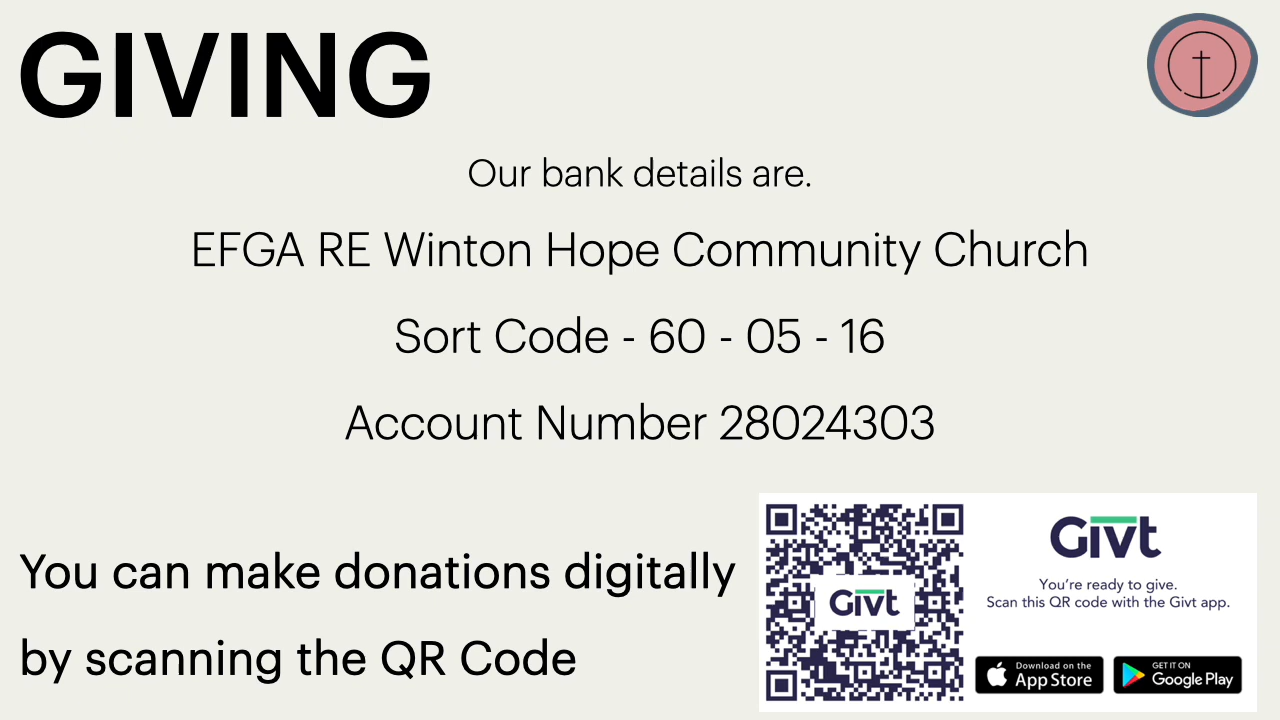 GIVING
Our bank details are.
EFGA RE Winton Hope Community Church
Sort Code - 60 - 05 - 16
Account Number 28024303
You can make donations digitally
by scanning the QR Code
Givt
Givt
You're ready to give.
Scan this QR code with the Givt app.
Download on the
App Store
GET IT ON
Google Play